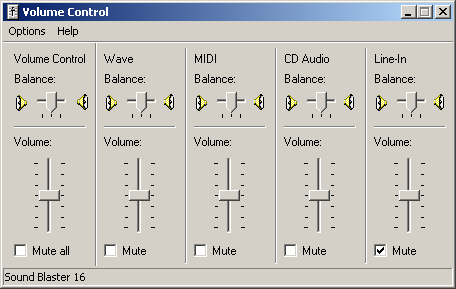 Volume Control
Options Help
Volume Control Wave MIDI CD Audio Line-In
Balance: Balance: Balance: Balance: Balance:
Volume: Volume: Volume: Volume: Volume:
Mute all Mute Mute Mute Mute
Sound Blaster 16